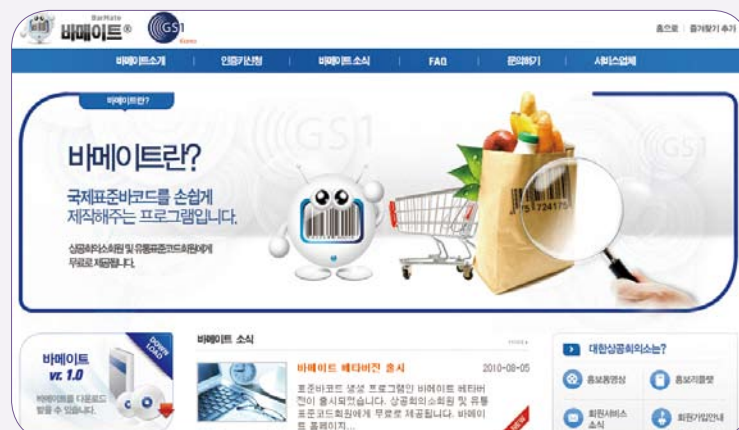 BarMate
바메이트®
GS1
Korea
홈으로 | 즐겨찾기 추가
바메이트소개 | 인증키신청 | 바메이트 소식 | FAQ | 문의하기 | 서비스업체
바메이트란?
바메이트란?
국제표준바코드를 손쉽게
제작해주는 프로그램입니다.
상공회의소회원 및 유통표준코드회원에게
무료로 제공됩니다.
GS1
GS1
75 724175
바메이트
vr. 1.0
DOWN
LOAD
바메이트를 다운로드
받을 수 있습니다.
바메이트 소식
바메이트 베타버전 출시
2010-08-05
표준바코드 생성 프로그램인 바메이트 베타버
전이 출시되었습니다. 상공회의소회원 및 유통
표준코드회원에게 무료로 제공됩니다. 바메이
트 홈페이지...
NEW
대한상공회의소는?
홍보동영상
홍보리플렛
회원서비스
소식
회원가입안내